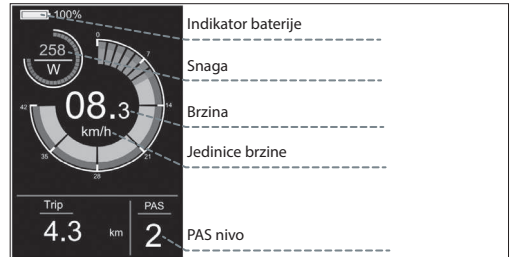 100%
Indikator baterije
0
258
W
Snaga
7
42
08.3
14
Brzina
km/h
Jedinice brzine
35
21
28
Trip
PAS
4.3 km
2
PAS nivo